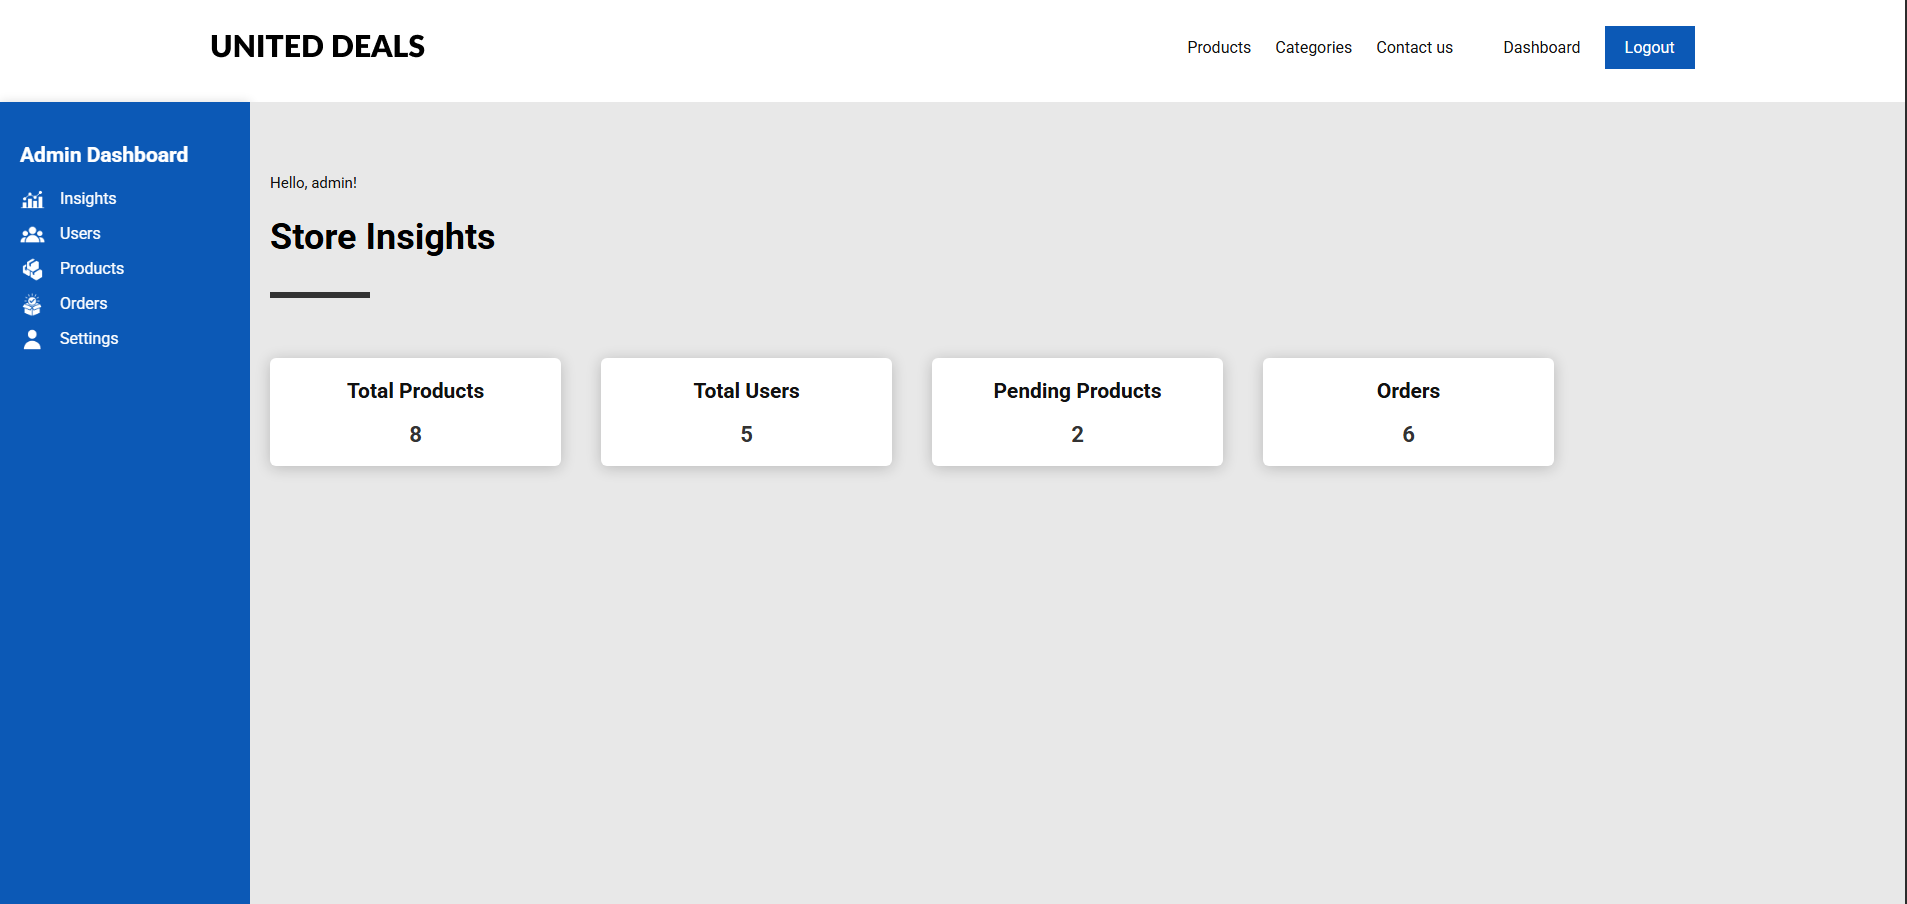 UNITED DEALS
Products Categories Contact us Dashboard Logout
Admin Dashboard
Insights
Users
Products
Orders
Settings
Hello, admin!
Store Insights
Total Products
8
Total Users
5
Pending Products
2
Orders
6